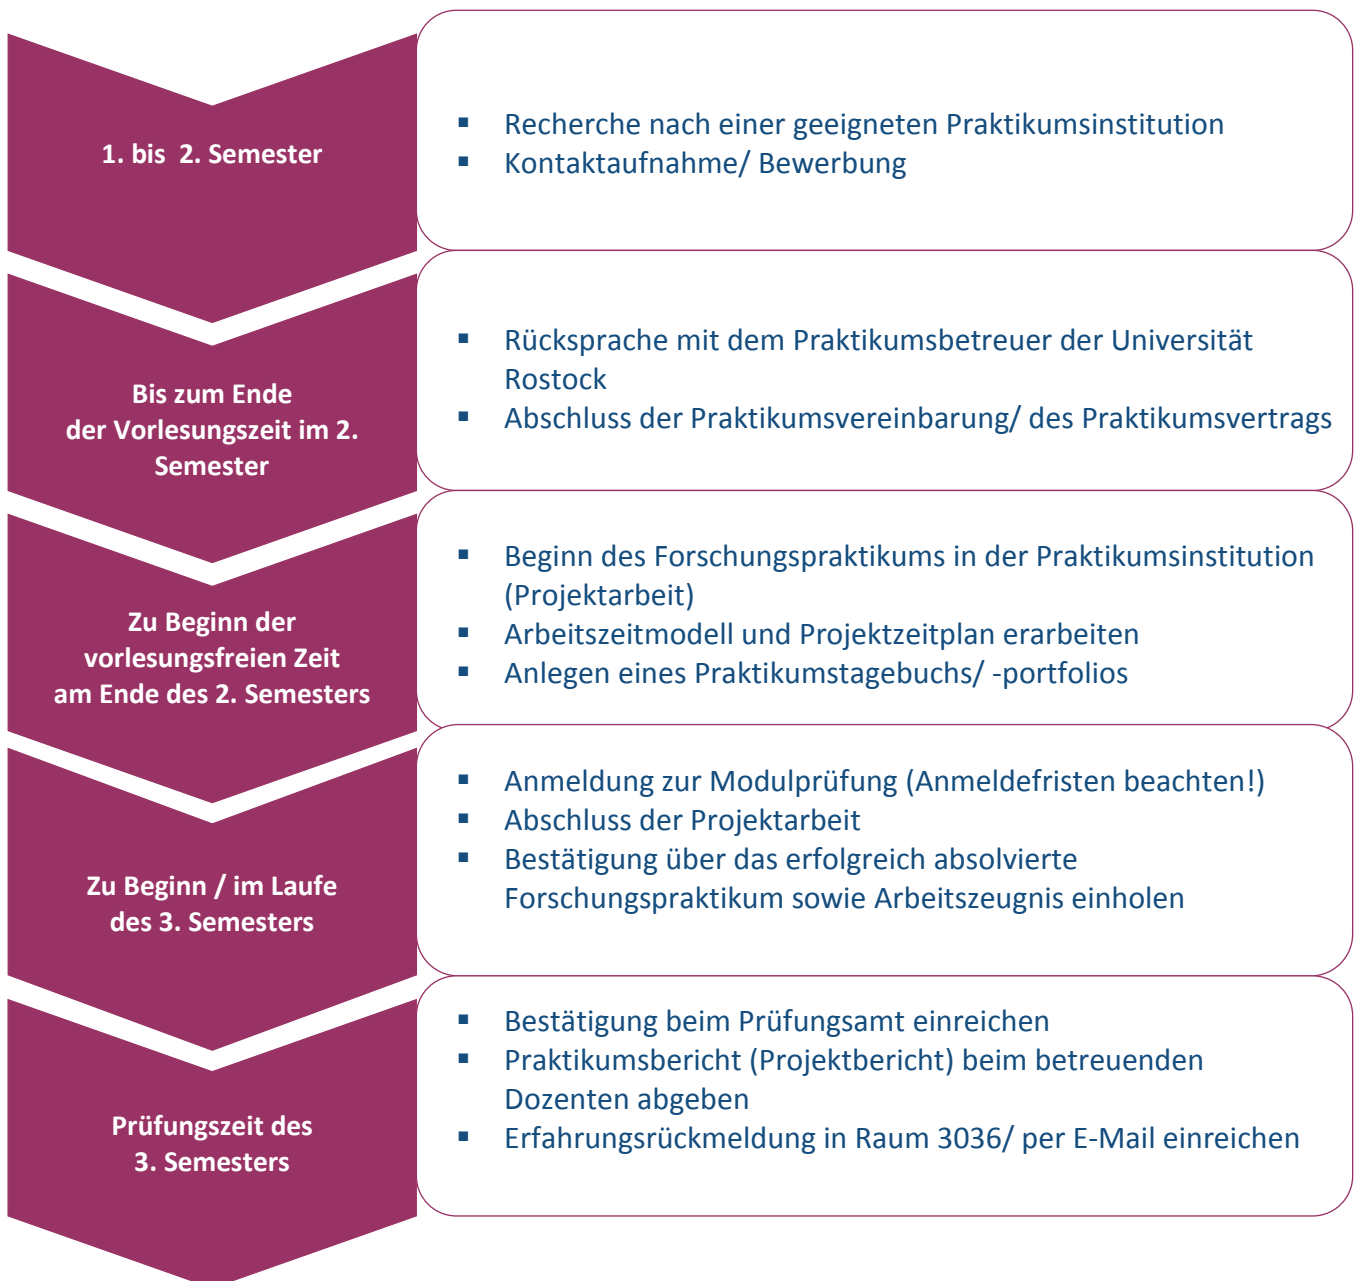 1. bis  2. Semester
▪ Recherche nach einer geeigneten Praktikumsinstitution
▪ Kontaktaufnahme/ Bewerbung
Bis zum Ende
der Vorlesungszeit im 2.
Semester
▪ Rücksprache mit dem Praktikumsbetreuer der Universität
Rostock
▪ Abschluss der Praktikumsvereinbarung/ des Praktikumsvertrags
Zu Beginn der
vorlesungsfreien Zeit
am Ende des 2. Semesters
▪ Beginn des Forschungspraktikums in der Praktikumsinstitution
(Projektarbeit)
▪ Arbeitszeitmodell und Projektzeitplan erarbeiten
▪ Anlegen eines Praktikumstagebuchs/ -portfolios
Zu Beginn / im Laufe
des 3. Semesters
▪ Anmeldung zur Modulprüfung (Anmeldefristen beachten!)
▪ Abschluss der Projektarbeit
▪ Bestätigung über das erfolgreich absolvierte
Forschungspraktikum sowie Arbeitszeugnis einholen
Prüfungszeit des
3. Semesters
▪ Bestätigung beim Prüfungsamt einreichen
▪ Praktikumsbericht (Projektbericht) beim betreuenden
Dozenten abgeben
▪ Erfahrungsrückmeldung in Raum 3036/ per E-Mail einreichen